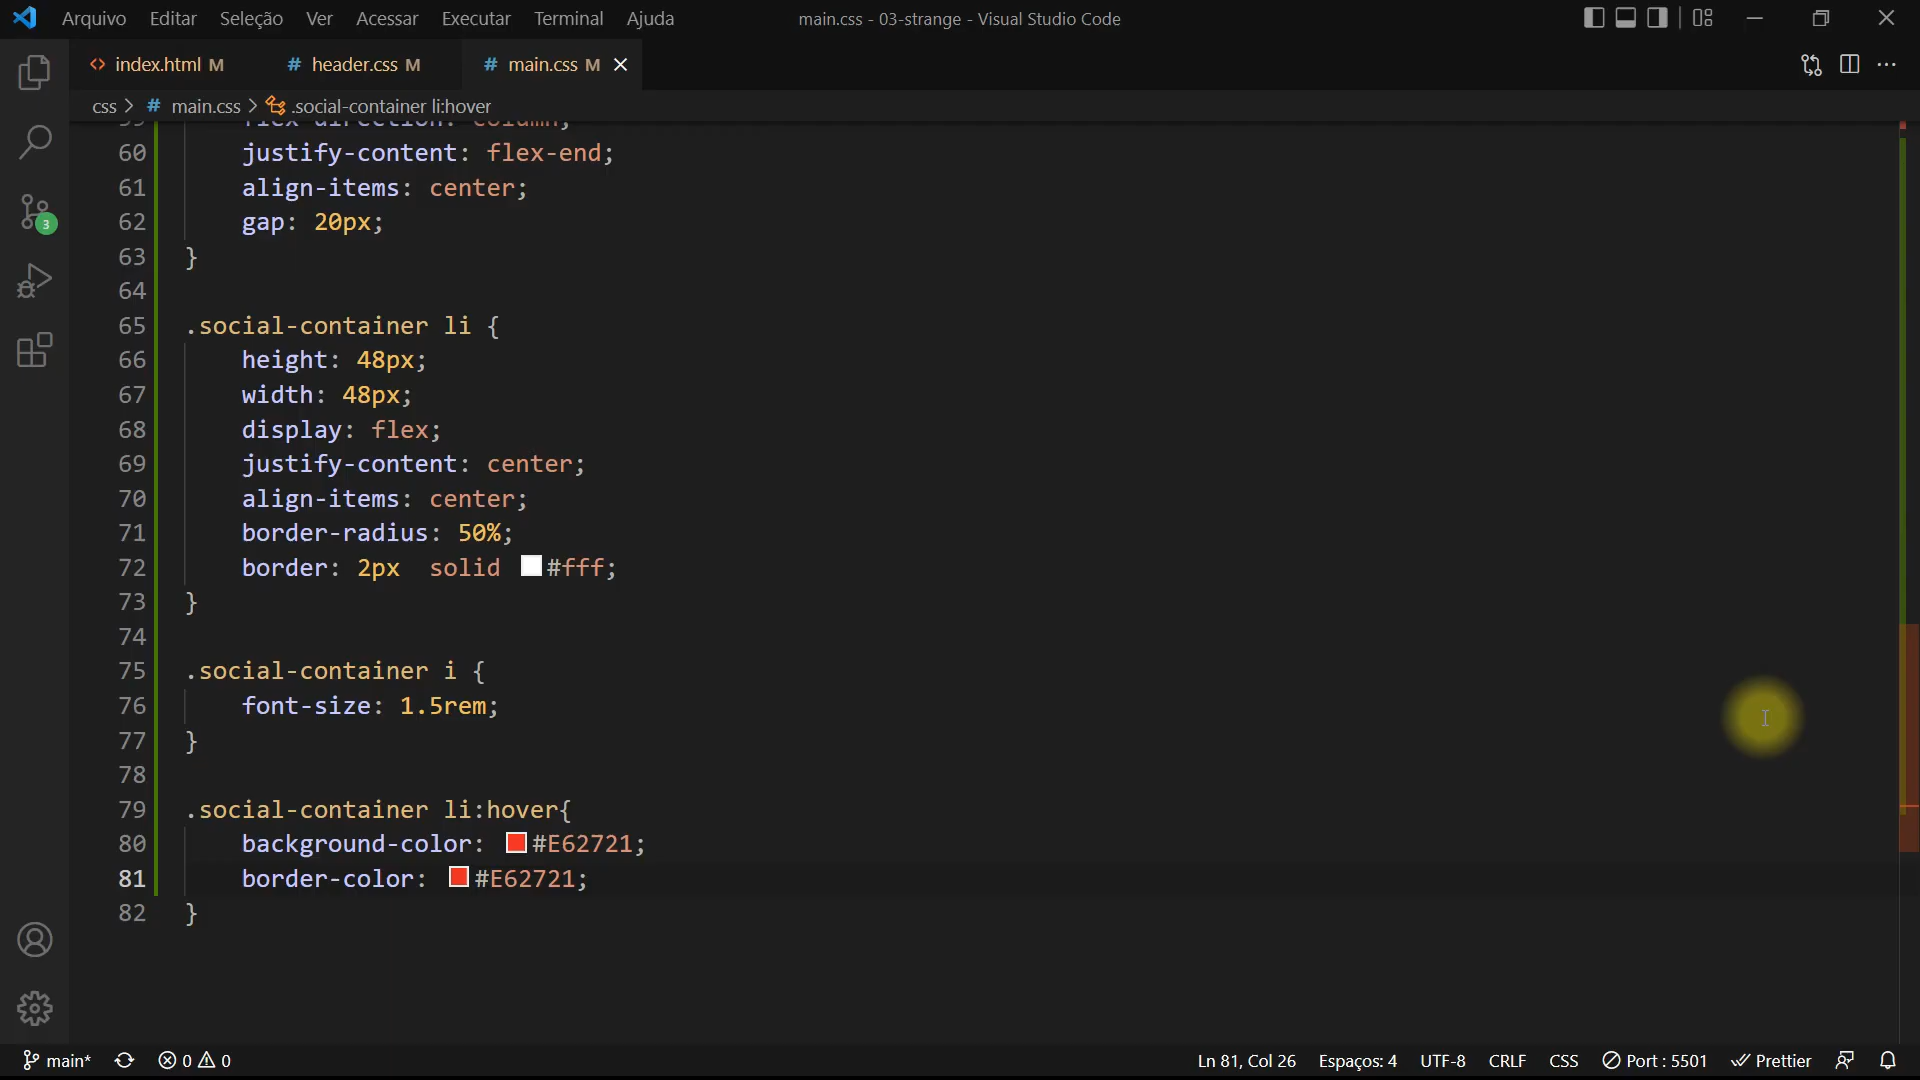 Arquivo Editar Seleção Ver Acessar Executar Terminal Ajuda main.css - 03-strange - Visual Studio Code
<> index.html M # header.css M # main.css M
css > # main.css > .social-container li:hover
59 flex-direction: column;
60 justify-content: flex-end;
61 align-items: center;
62 gap: 20px;
63 }
64
65 .social-container li {
66 height: 48px;
67 width: 48px;
68 display: flex;
69 justify-content: center;
70 align-items: center;
71 border-radius: 50%;
72 border: 2px  solid #fff;
73 }
74
75 .social-container i {
76 font-size: 1.5rem;
77 }
78
79 .social-container li:hover{
80 background-color: #E62721;
81 border-color: #E62721;
82 }
3
main* 0 0 Ln 81, Col 26 Espaços: 4 UTF-8 CRLF CSS Port : 5501 Prettier